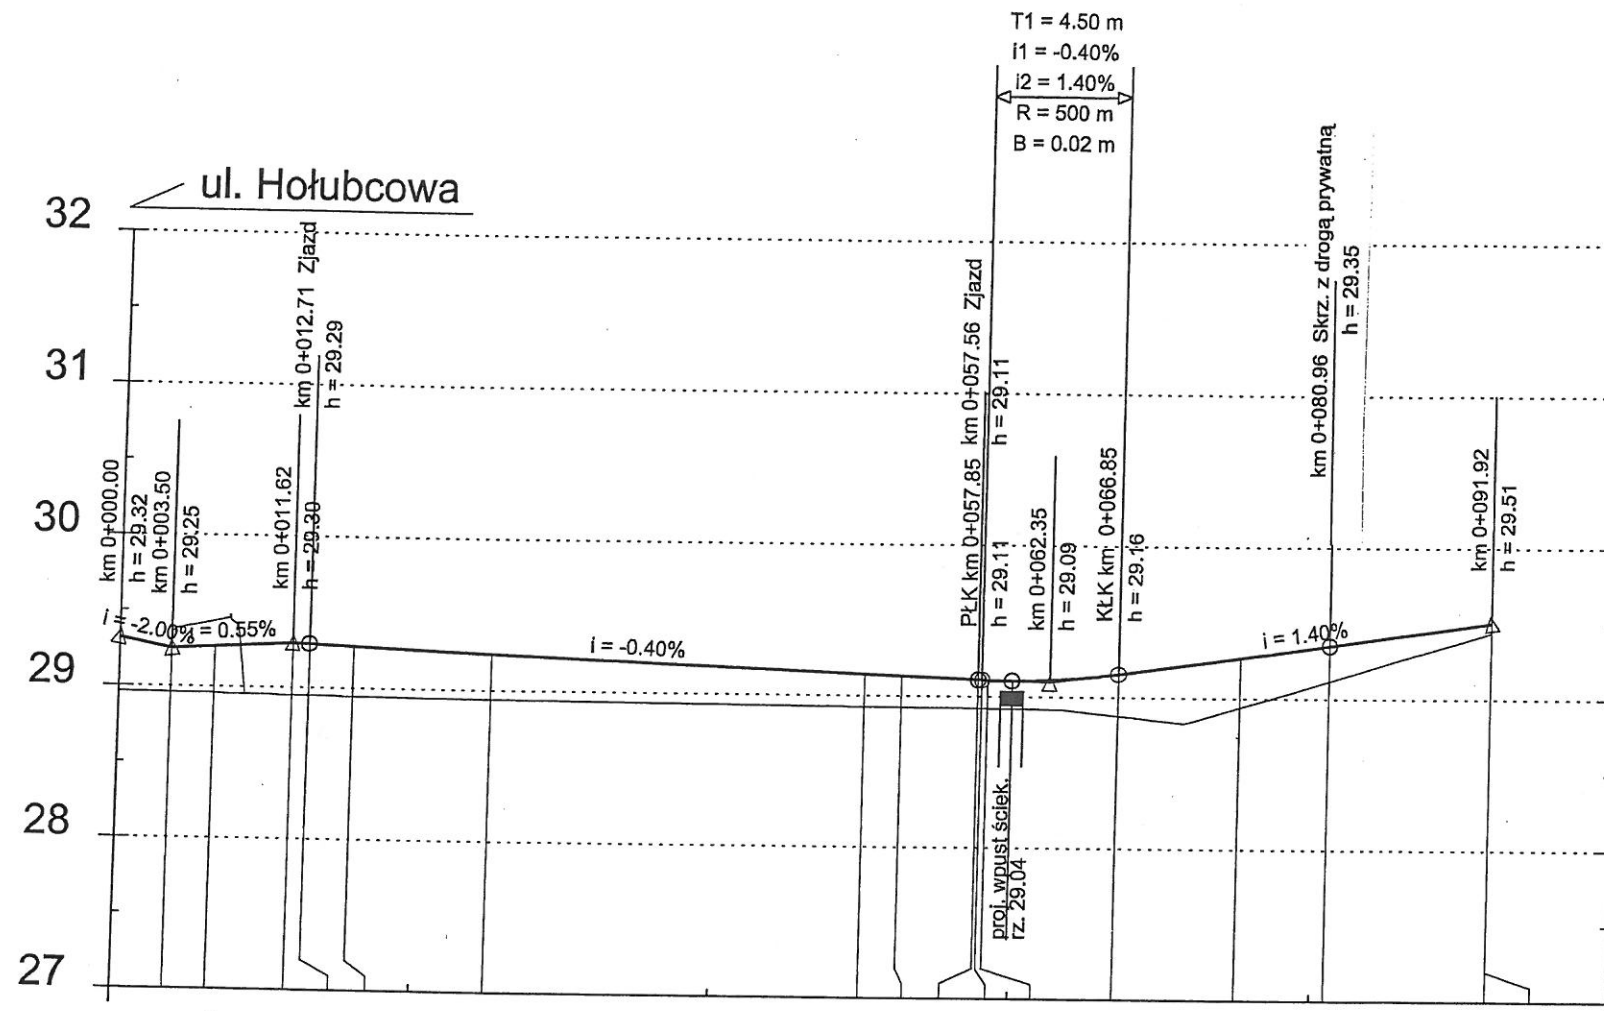 T1 = 4.50 m
i1 = -0.40%
i2 = 1.40%
R = 500 m
B = 0.02 m
ul. Hołubcowa
32
31
30
29
28
27
km 0+000.00
h = 29.32
km 0+003.50
h = 29.25
km 0+011.62
h = 29.30
km 0+012.71 Zjazd
h = 29.29
PŁK km 0+057.85
h = 29.11
km 0+057.56 Zjazd
h = 29.11
km 0+062.35
h = 29.09
KŁK km 0+066.85
h = 29.16
km 0+080.96 Skrz. z drogą prywatną
h = 29.35
km 0+091.92
h = 29.51
i = -2.00%
i = 0.55%
i = -0.40%
i = 1.40%
proj. wpust ściek.
rz. 29.04